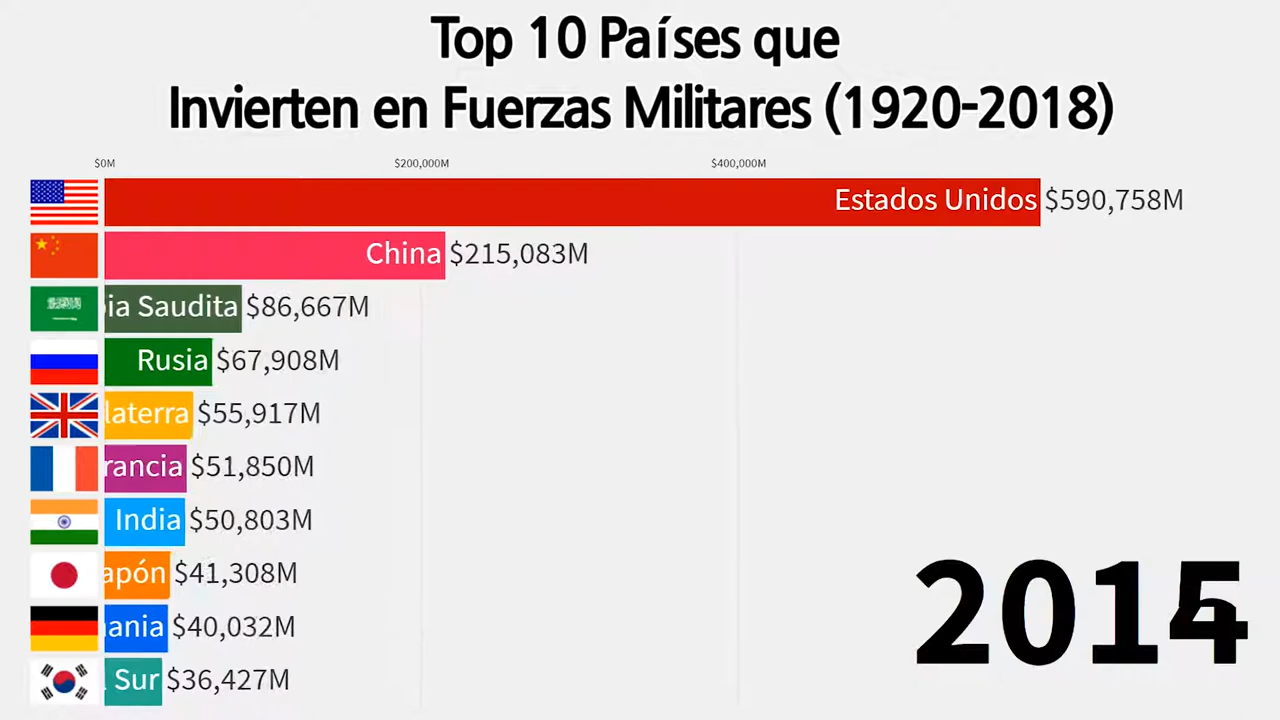 Top 10 Países que
Invierten en Fuerzas Militares (1920-2018)
$0M $200,000M $400,000M
Estados Unidos $590,758M
China $215,083M
ia Saudita $86,667M
Rusia $67,908M
laterra $55,917M
rancia $51,850M
India $50,803M
apón $41,308M
ania $40,032M
Sur $36,427M
201